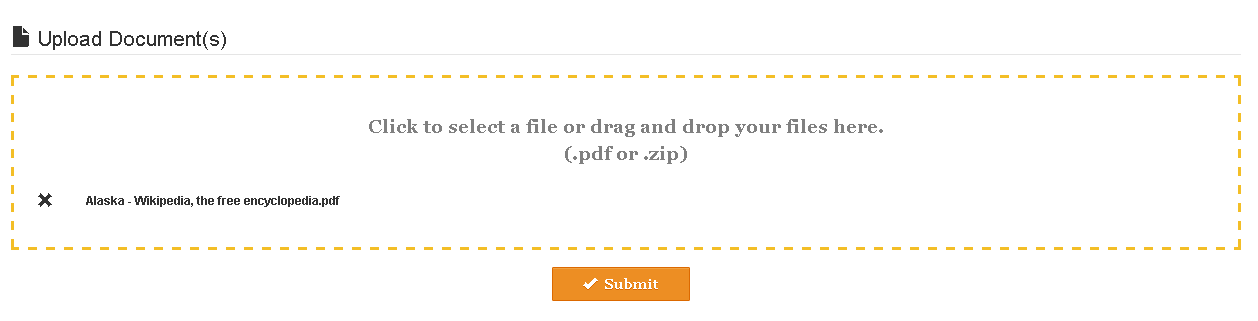 Upload Document(s)
Click to select a file or drag and drop your files here.
(.pdf or .zip)
Alaska - Wikipedia, the free encyclopedia.pdf
Submit